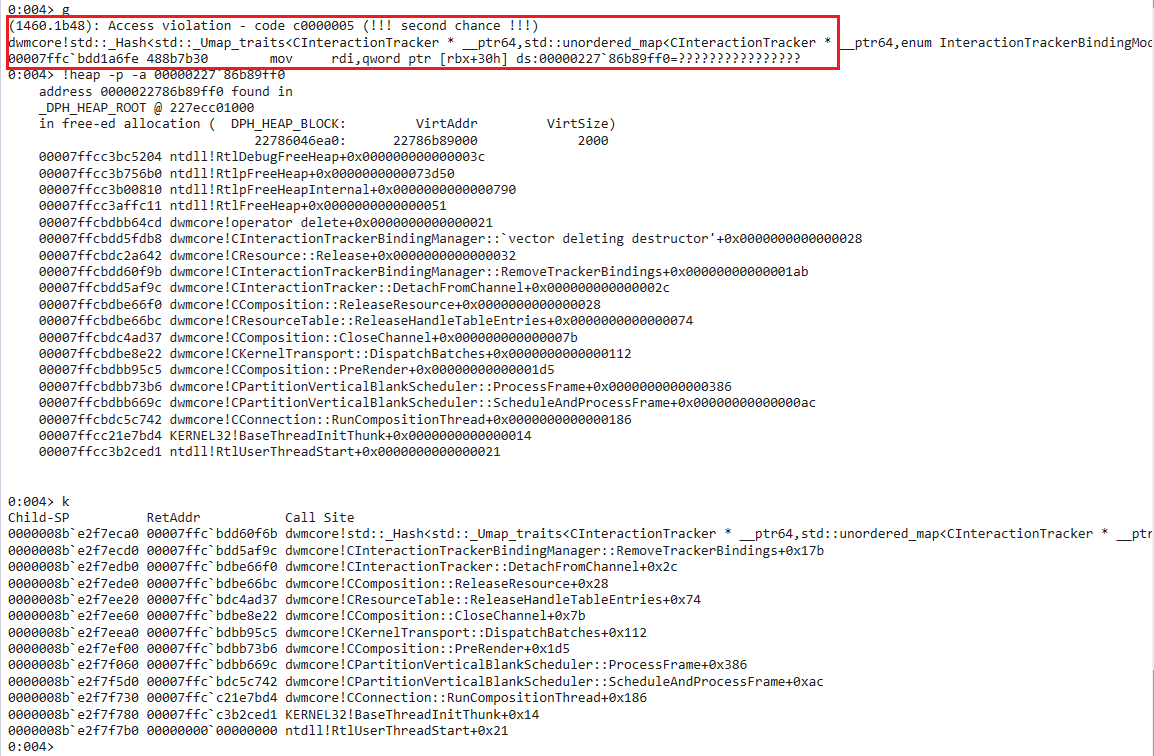 0:004> g
(1460.1b48): Access violation - code c0000005 (!!! second chance !!!)
dwmcore!std::_Hash<std::_Umap_traits<CInteractionTracker * __ptr64,std::unordered_map<CInteractionTracker * __ptr64,enum InteractionTrackerBindingMod
00007ffc`bdd1a6fe 488b7b30        mov     rdi,qword ptr [rbx+30h] ds:00000227`86b89ff0=????????????????
0:004> !heap -p -a 00000227`86b89ff0
    address 0000022786b89ff0 found in
    _DPH_HEAP_ROOT @ 227ecc01000
    in free-ed allocation (  DPH_HEAP_BLOCK:         VirtAddr         VirtSize)
                                22786046ea0:      22786b89000             2000
    00007ffcc3bc5204 ntdll!RtlDebugFreeHeap+0x000000000000003c
    00007ffcc3b756b0 ntdll!RtlpFreeHeap+0x0000000000073d50
    00007ffcc3b00810 ntdll!RtlpFreeHeapInternal+0x0000000000000790
    00007ffcc3affc11 ntdll!RtlFreeHeap+0x0000000000000051
    00007ffcbdbb64cd dwmcore!operator delete+0x0000000000000021
    00007ffcbdd5fdb8 dwmcore!CInteractionTrackerBindingManager::`vector deleting destructor'+0x0000000000000028
    00007ffcbdc2a642 dwmcore!CResource::Release+0x0000000000000032
    00007ffcbdd60f9b dwmcore!CInteractionTrackerBindingManager::RemoveTrackerBindings+0x00000000000001ab
    00007ffcbdd5af9c dwmcore!CInteractionTracker::DetachFromChannel+0x000000000000002c
    00007ffcbdbe66f0 dwmcore!CComposition::ReleaseResource+0x0000000000000028
    00007ffcbdbe66bc dwmcore!CResourceTable::ReleaseHandleTableEntries+0x0000000000000074
    00007ffcbdc4ad37 dwmcore!CComposition::CloseChannel+0x000000000000007b
    00007ffcbdbe8e22 dwmcore!CKernelTransport::DispatchBatches+0x0000000000000112
    00007ffcbdbb95c5 dwmcore!CComposition::PreRender+0x00000000000001d5
    00007ffcbdbb73b6 dwmcore!CPartitionVerticalBlankScheduler::ProcessFrame+0x0000000000000386
    00007ffcbdbb669c dwmcore!CPartitionVerticalBlankScheduler::ScheduleAndProcessFrame+0x00000000000000ac
    00007ffcbdc5c742 dwmcore!CConnection::RunCompositionThread+0x0000000000000186
    00007ffcc21e7bd4 KERNEL32!BaseThreadInitThunk+0x0000000000000014
    00007ffcc3b2ced1 ntdll!RtlUserThreadStart+0x0000000000000021
0:004> k
Child-SP          RetAddr           Call Site
0000008b`e2f7eca0 00007ffc`bdd60f6b dwmcore!std::_Hash<std::_Umap_traits<CInteractionTracker * __ptr64,std::unordered_map<CInteractionTracker * __ptr
0000008b`e2f7ecd0 00007ffc`bdd5af9c dwmcore!CInteractionTrackerBindingManager::RemoveTrackerBindings+0x17b
0000008b`e2f7edb0 00007ffc`bdbe66f0 dwmcore!CInteractionTracker::DetachFromChannel+0x2c
0000008b`e2f7ede0 00007ffc`bdbe66bc dwmcore!CComposition::ReleaseResource+0x28
0000008b`e2f7ee20 00007ffc`bdc4ad37 dwmcore!CResourceTable::ReleaseHandleTableEntries+0x74
0000008b`e2f7ee60 00007ffc`bdbe8e22 dwmcore!CComposition::CloseChannel+0x7b
0000008b`e2f7eea0 00007ffc`bdbb95c5 dwmcore!CKernelTransport::DispatchBatches+0x112
0000008b`e2f7ef00 00007ffc`bdbb73b6 dwmcore!CComposition::PreRender+0x1d5
0000008b`e2f7f060 00007ffc`bdbb669c dwmcore!CPartitionVerticalBlankScheduler::ProcessFrame+0x386
0000008b`e2f7f5d0 00007ffc`bdc5c742 dwmcore!CPartitionVerticalBlankScheduler::ScheduleAndProcessFrame+0xac
0000008b`e2f7f730 00007ffc`c21e7bd4 dwmcore!CConnection::RunCompositionThread+0x186
0000008b`e2f7f780 00007ffc`c3b2ced1 KERNEL32!BaseThreadInitThunk+0x14
0000008b`e2f7f7b0 00000000`00000000 ntdll!RtlUserThreadStart+0x21
0:004>